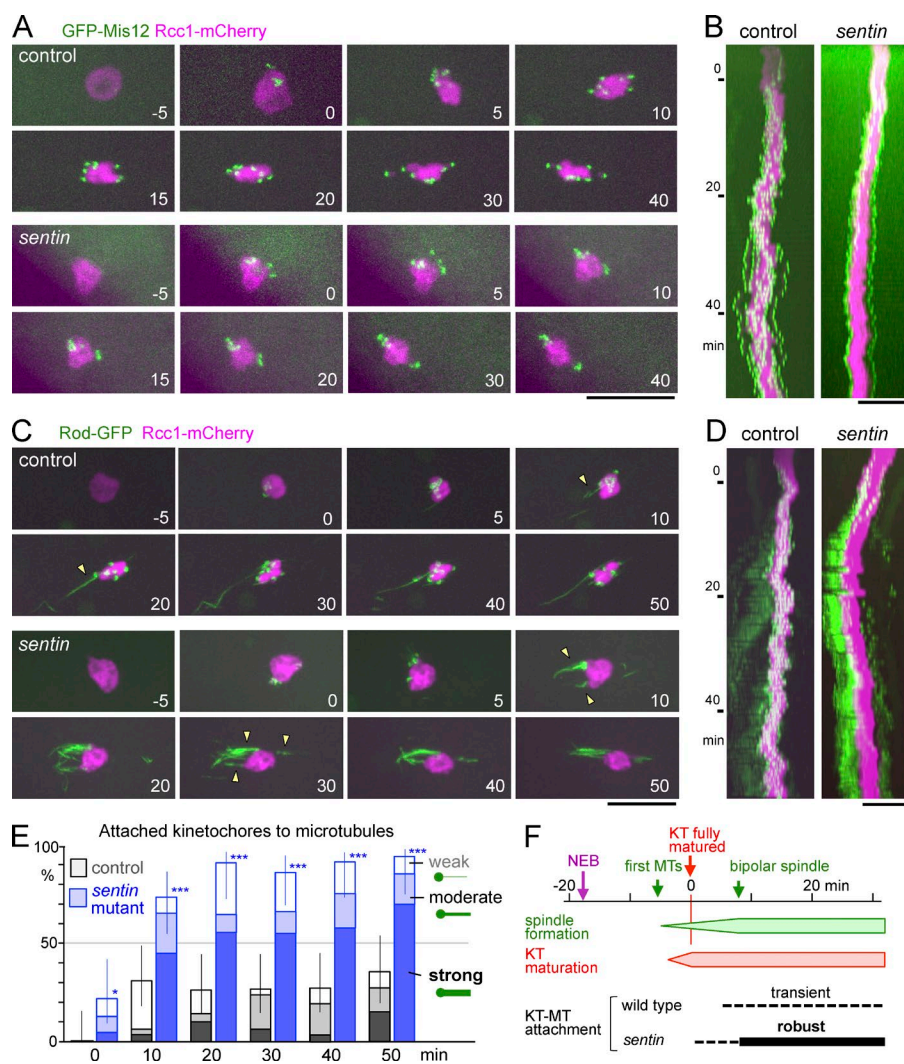 A
GFP-Mis12 Rcc1-mCherry
control
-5
0
5
10
15
20
30
40
sentin
-5
0
5
10
15
20
30
40
B
control sentin
0
20
40
min
C
Rod-GFP Rcc1-mCherry
control
-5
0
5
10
20
30
40
50
sentin
-5
0
5
10
20
30
40
50
D
control sentin
0
20
40
min
E
Attached kinetochores to microtubules
100
%
50
0
control
sentin
mutant
*
***
***
***
***
***
weak
moderate
strong
0 10 20 30 40 50 min
F
KT fully
matured
NEB first MTs bipolar spindle
-20 0 20 min
spindle
formation
KT
maturation
KT-MT
attachment
wild type transient
sentin robust